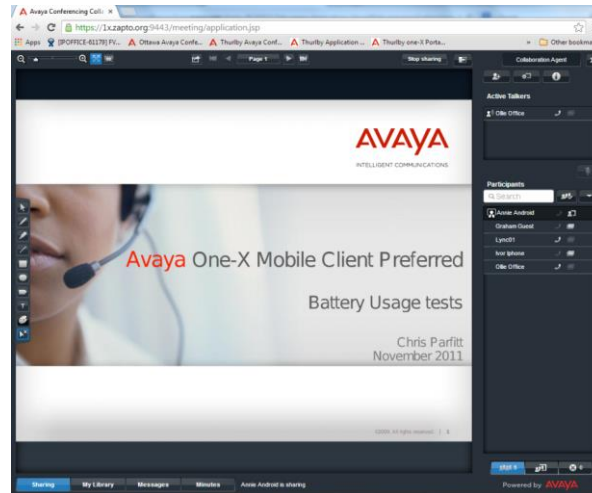 Avaya Conferencing Colla
https://1x.zapto.org:9443/meeting/application.jsp
Apps [IPOFFICE-61178] FV... Ottawa Avaya Confe... Thurlby Avaya Conf... Thurlby Application ... Thurlby one-X Porta... » Other bookma
Page 1 Stop sharing Collaboration Agent
Active Talkers
Ollie Office
AVAYA
INTELLIGENT COMMUNICATIONS
Participants
Search
Annie Android
Graham Guest
Lync01
Ivor Iphone
Ollie Office
Avaya One-X Mobile Client Preferred
Battery Usage tests
Chris Parfitt
November 2011
Sharing My Library Messages Minutes Annie Android is sharing
Powered by AVAYA